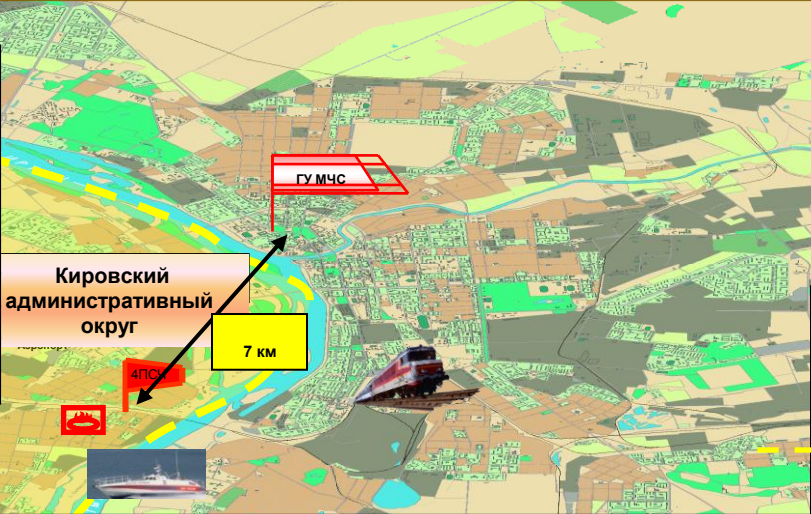 ГУ МЧС
Кировский
административный
округ
7 км
4ПСЧ